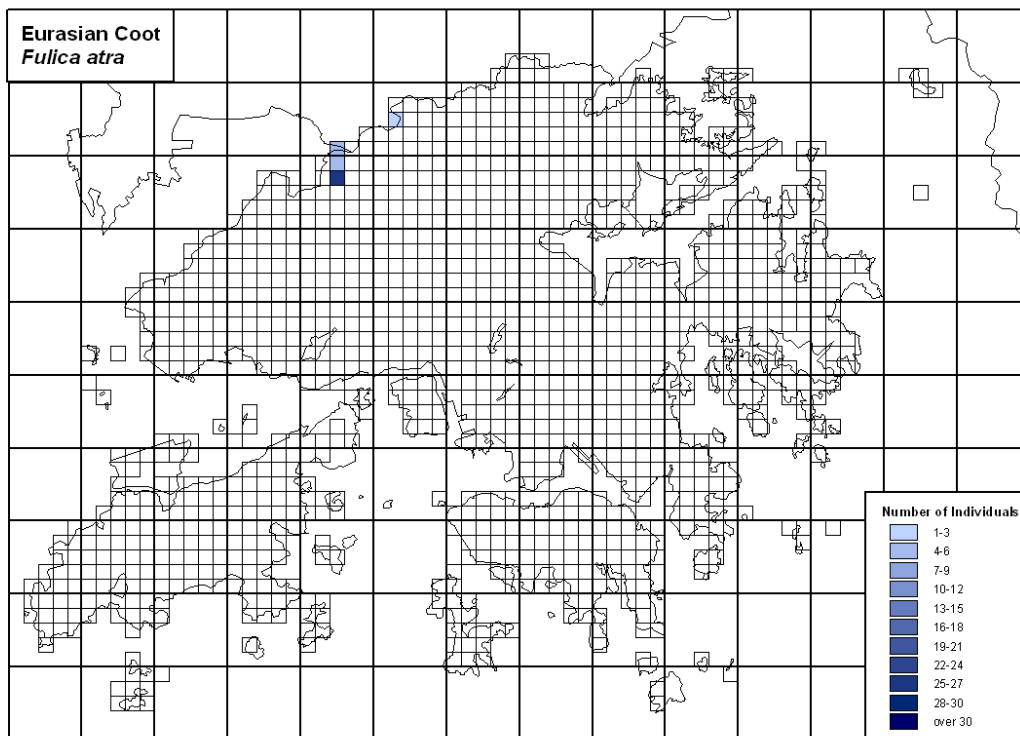 Eurasian Coot
Fulica atra
Number of Individuals
1-3
4-6
7-9
10-12
13-15
16-18
19-21
22-24
25-27
28-30
over 30